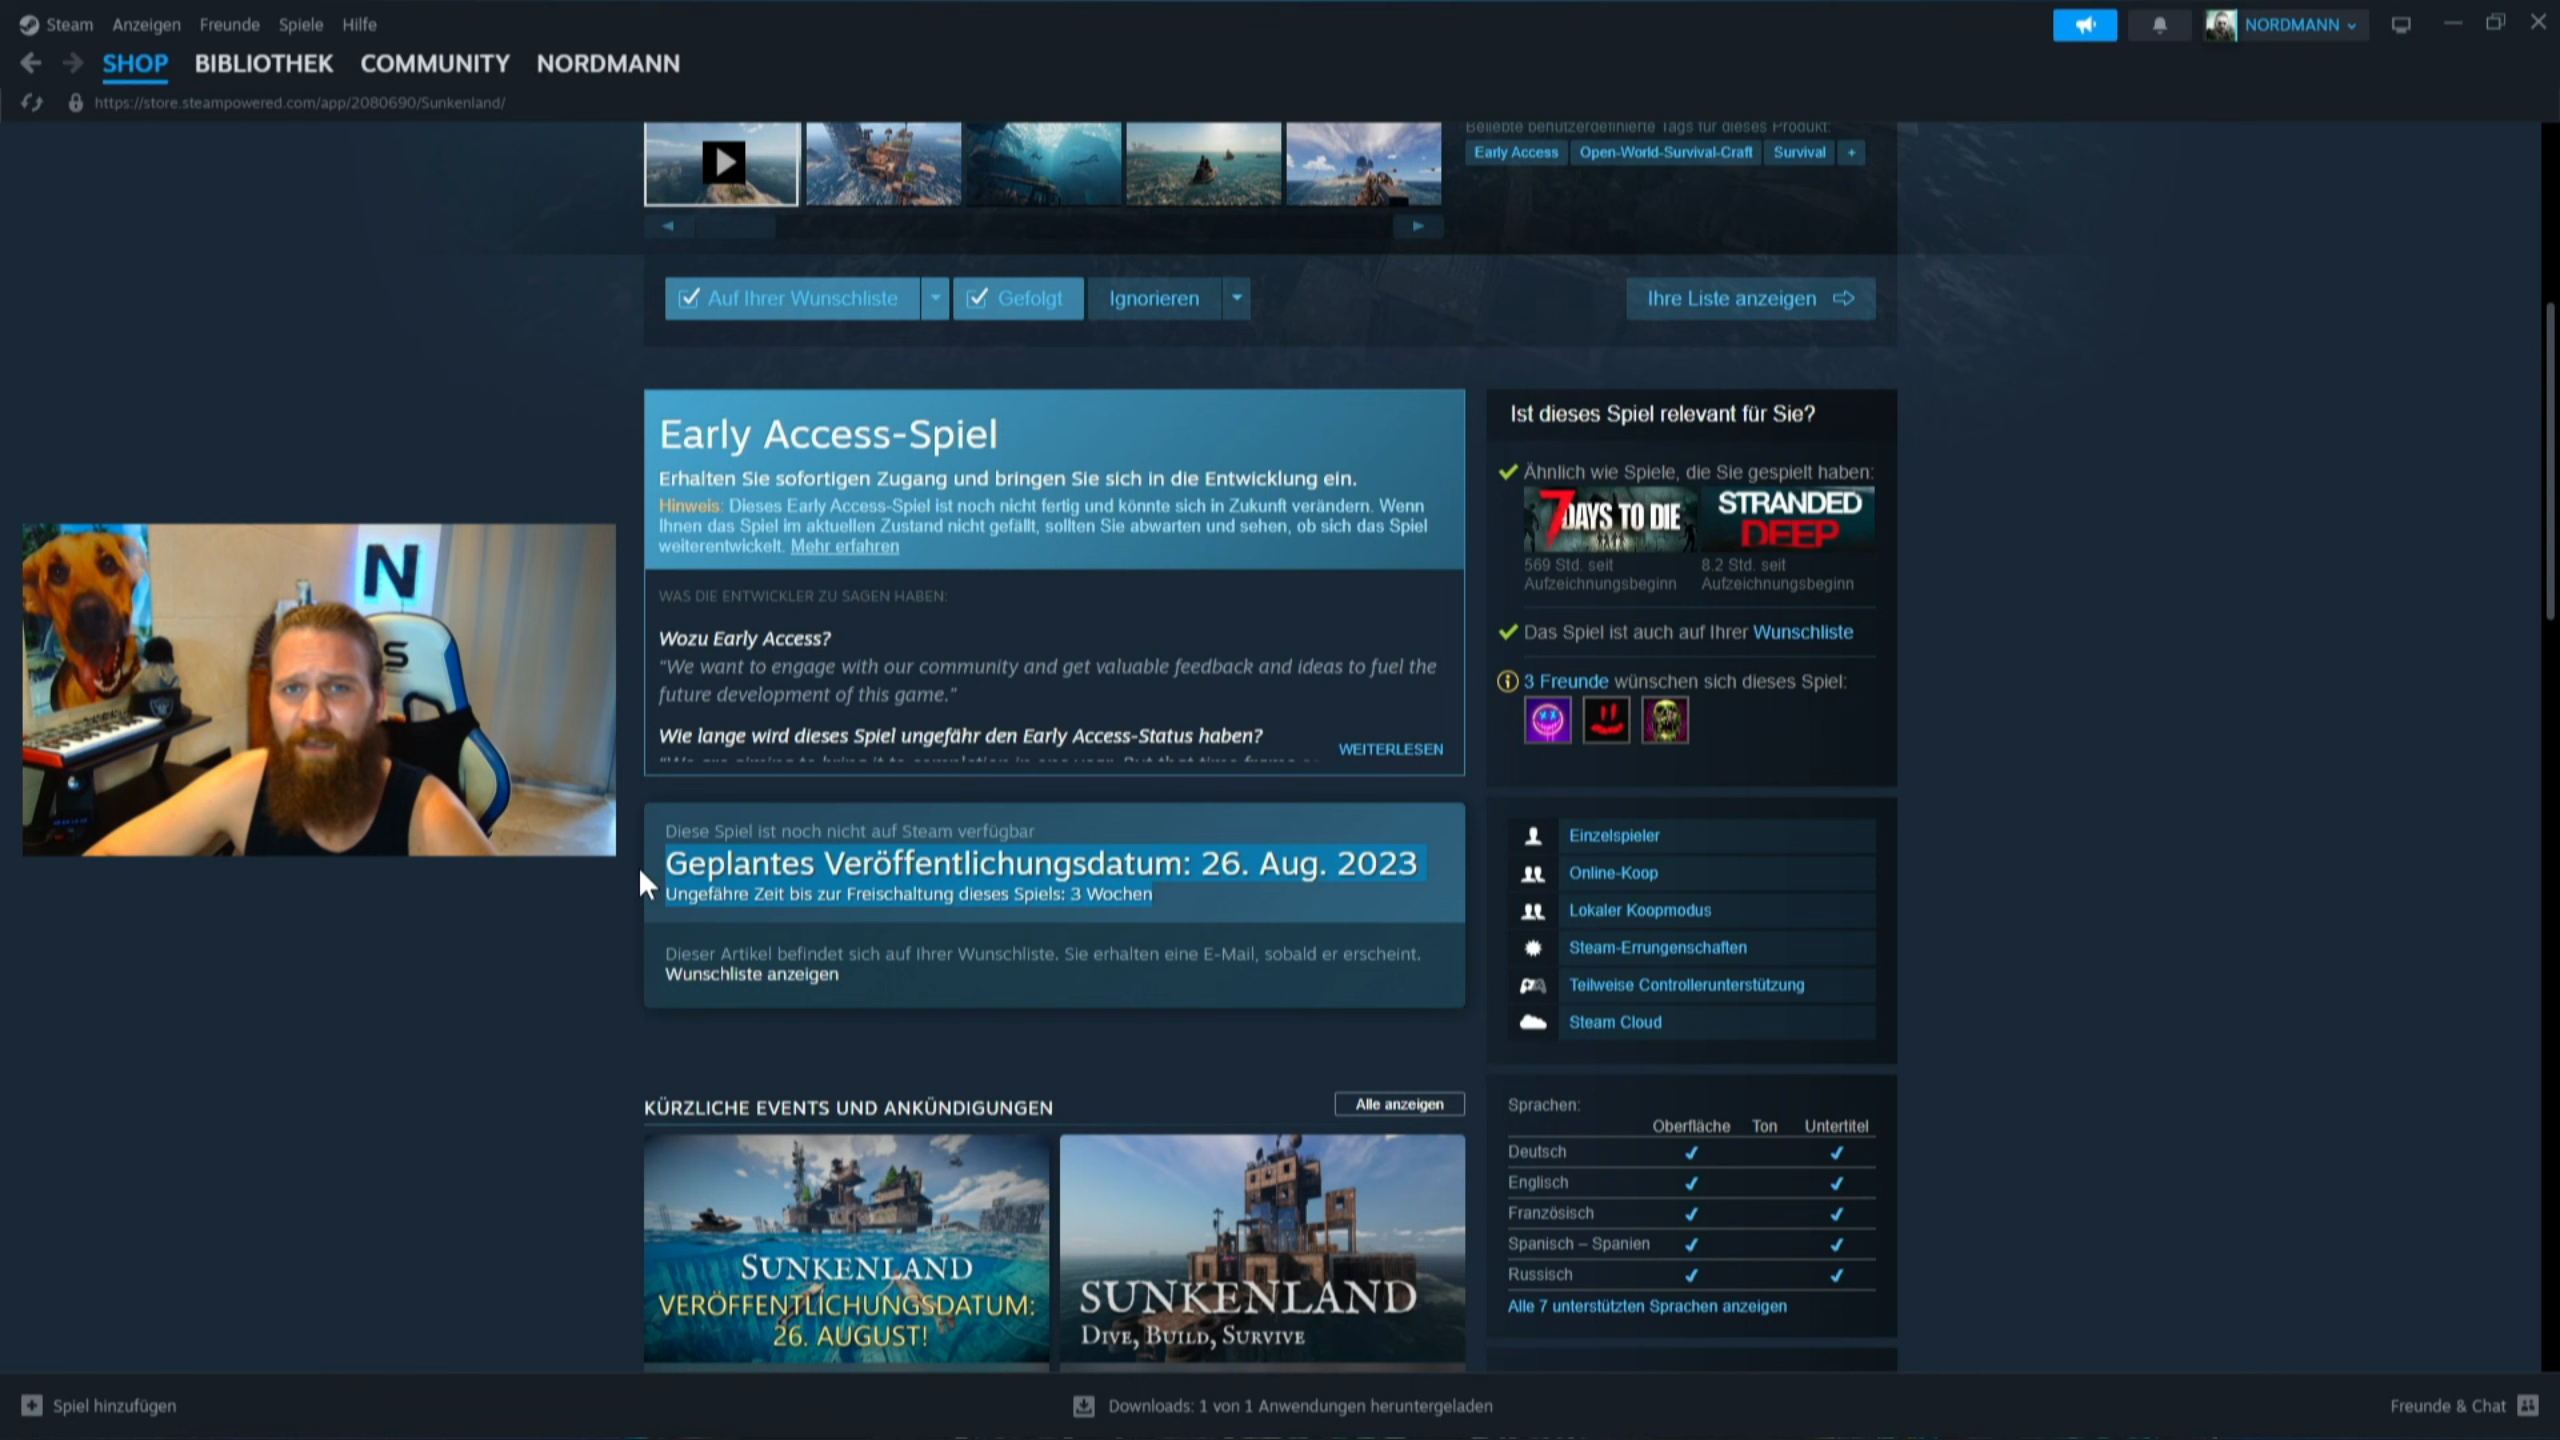 Steam Anzeigen Freunde Spiele Hilfe
NORDMANN
SHOP BIBLIOTHEK COMMUNITY NORDMANN
https://store.steampowered.com/app/2080690/Sunkenland/
Beliebte benutzerdefinierte Tags für dieses Produkt:
Early Access Open-World-Survival-Craft Survival +
Auf Ihrer Wunschliste Gefolgt Ignorieren Ihre Liste anzeigen
Early Access-Spiel
Erhalten Sie sofortigen Zugang und bringen Sie sich in die Entwicklung ein.
Hinweis: Dieses Early Access-Spiel ist noch nicht fertig und könnte sich in Zukunft verändern. Wenn
Ihnen das Spiel im aktuellen Zustand nicht gefällt, sollten Sie abwarten und sehen, ob sich das Spiel
weiterentwickelt. Mehr erfahren
WAS DIE ENTWICKLER ZU SAGEN HABEN:
Wozu Early Access?
“We want to engage with our community and get valuable feedback and ideas to fuel the
future development of this game.”
Wie lange wird dieses Spiel ungefähr den Early Access-Status haben?
WEITERLESEN
Diese Spiel ist noch nicht auf Steam verfügbar
Geplantes Veröffentlichungsdatum: 26. Aug. 2023
Ungefähre Zeit bis zur Freischaltung dieses Spiels: 3 Wochen
Dieser Artikel befindet sich auf Ihrer Wunschliste. Sie erhalten eine E-Mail, sobald er erscheint.
Wunschliste anzeigen
KÜRZLICHE EVENTS UND ANKÜNDIGUNGEN
Alle anzeigen
SUNKENLAND
VERÖFFENTLICHUNGSDATUM:
26. AUGUST!
SUNKENLAND
DIVE, BUILD, SURVIVE
Ist dieses Spiel relevant für Sie?
Ähnlich wie Spiele, die Sie gespielt haben:
7 DAYS TO DIE
STRANDED
DEEP
569 Std. seit
Aufzeichnungsbeginn
8.2 Std. seit
Aufzeichnungsbeginn
Das Spiel ist auch auf Ihrer Wunschliste
3 Freunde wünschen sich dieses Spiel:
Einzelspieler
Online-Koop
Lokaler Koopmodus
Steam-Errungenschaften
Teilweise Controllerunterstützung
Steam Cloud
Sprachen:
Oberfläche Ton Untertitel
Deutsch
Englisch
Französisch
Spanisch – Spanien
Russisch
Alle 7 unterstützten Sprachen anzeigen
N
S
Spiel hinzufügen
Downloads: 1 von 1 Anwendungen heruntergeladen
Freunde & Chat